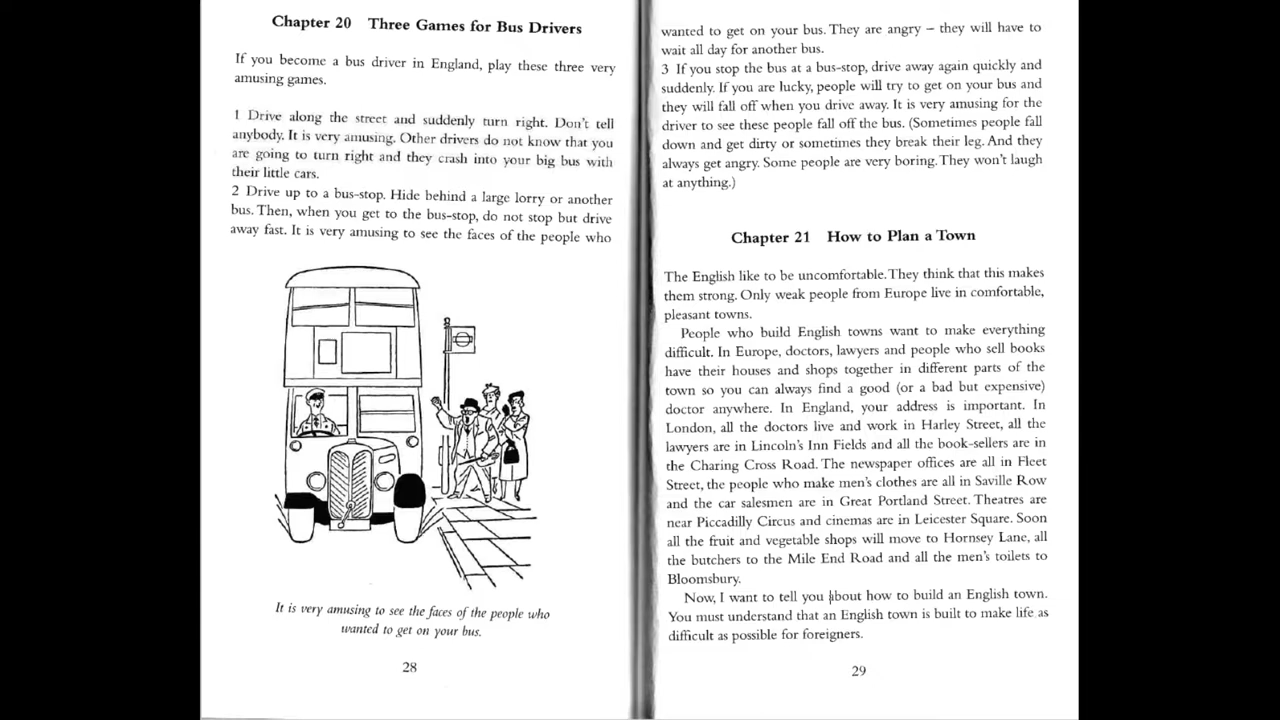 Chapter 20 Three Games for Bus Drivers
If you become a bus driver in England, play these three very
amusing games.
1 Drive along the street and suddenly turn right. Don't tell
anybody. It is very amusing. Other drivers do not know that you
are going to turn right and they crash into your big bus with
their little cars.
2 Drive up to a bus-stop. Hide behind a large lorry or another
bus. Then, when you get to the bus-stop, do not stop but drive
away fast. It is very amusing to see the faces of the people who
It is very amusing to see the faces of the people who
wanted to get on your bus.
28
wanted to get on your bus. They are angry – they will have to
wait all day for another bus.
3 If you stop the bus at a bus-stop, drive away again quickly and
suddenly. If you are lucky, people will try to get on your bus and
they will fall off when you drive away. It is very amusing for the
driver to see these people fall off the bus. (Sometimes people fall
down and get dirty or sometimes they break their leg. And they
always get angry. Some people are very boring. They won't laugh
at anything.)
Chapter 21 How to Plan a Town
The English like to be uncomfortable. They think that this makes
them strong. Only weak people from Europe live in comfortable,
pleasant towns.
People who build English towns want to make everything
difficult. In Europe, doctors, lawyers and people who sell books
have their houses and shops together in different parts of the
town so you can always find a good (or a bad but expensive)
doctor anywhere. In England, your address is important. In
London, all the doctors live and work in Harley Street, all the
lawyers are in Lincoln's Inn Fields and all the book-sellers are in
the Charing Cross Road. The newspaper offices are all in Fleet
Street, the people who make men's clothes are all in Saville Row
and the car salesmen are in Great Portland Street. Theatres are
near Piccadilly Circus and cinemas are in Leicester Square. Soon
all the fruit and vegetable shops will move to Hornsey Lane, all
the butchers to the Mile End Road and all the men's toilets to
Bloomsbury.
Now, I want to tell you about how to build an English town.
You must understand that an English town is built to make life as
difficult as possible for foreigners.
29